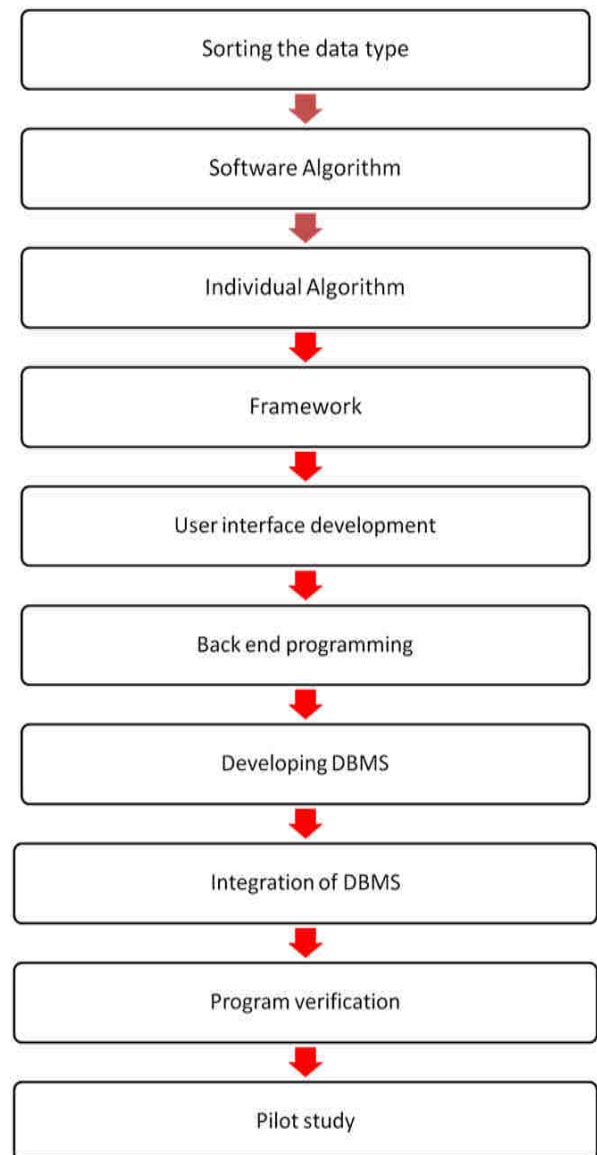 Sorting the data type
Software Algorithm
Individual Algorithm
Framework
User interface development
Back end programming
Developing DBMS
Integration of DBMS
Program verification
Pilot study